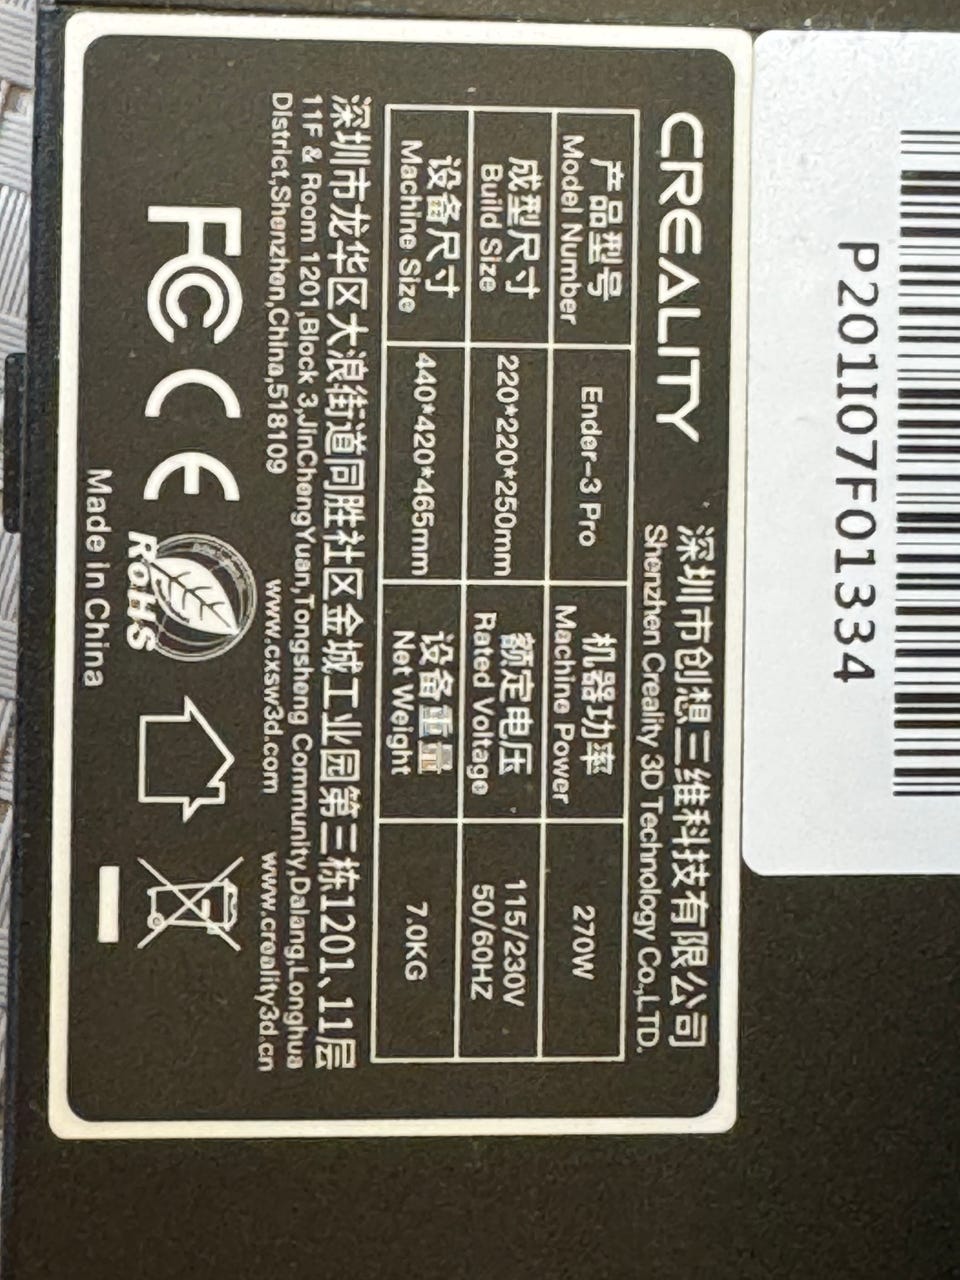 P201I07F01334
CREALITY
深圳市创想三维科技有限公司
Shenzhen Creality 3D Technology Co.,LTD.
产品型号
Model Number
Ender-3 Pro
机器功率
Machine Power
270W
成型尺寸
Build Size
220*220*250mm
额定电压
Rated Voltage
115/230V
50/60HZ
设备尺寸
Machine Size
440*420*465mm
设备重量
Net Weight
7.0KG
深圳市龙华区大浪街道同胜社区金城工业园第三栋1201、11层
11F & Room 1201,Block 3,JinChengYuan,Tongsheng Community,Dalang,Longhua
District,Shenzhen,China,518109
www.cxsw3d.com
www.creality3d.cn
FC
CE
RoHS
Made in China